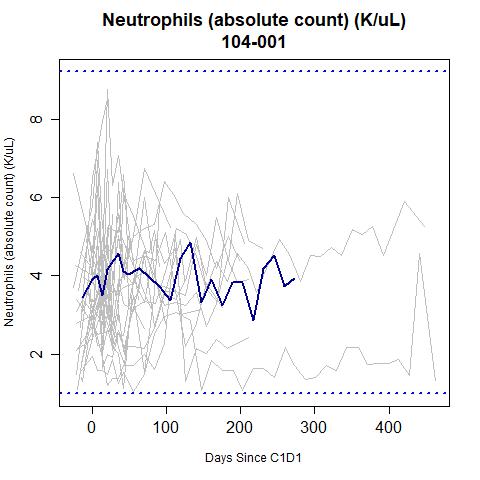 Neutrophils (absolute count) (K/uL)
104-001
Neutrophils (absolute count) (K/uL)
8
6
4
2
0 100 200 300 400
Days Since C1D1